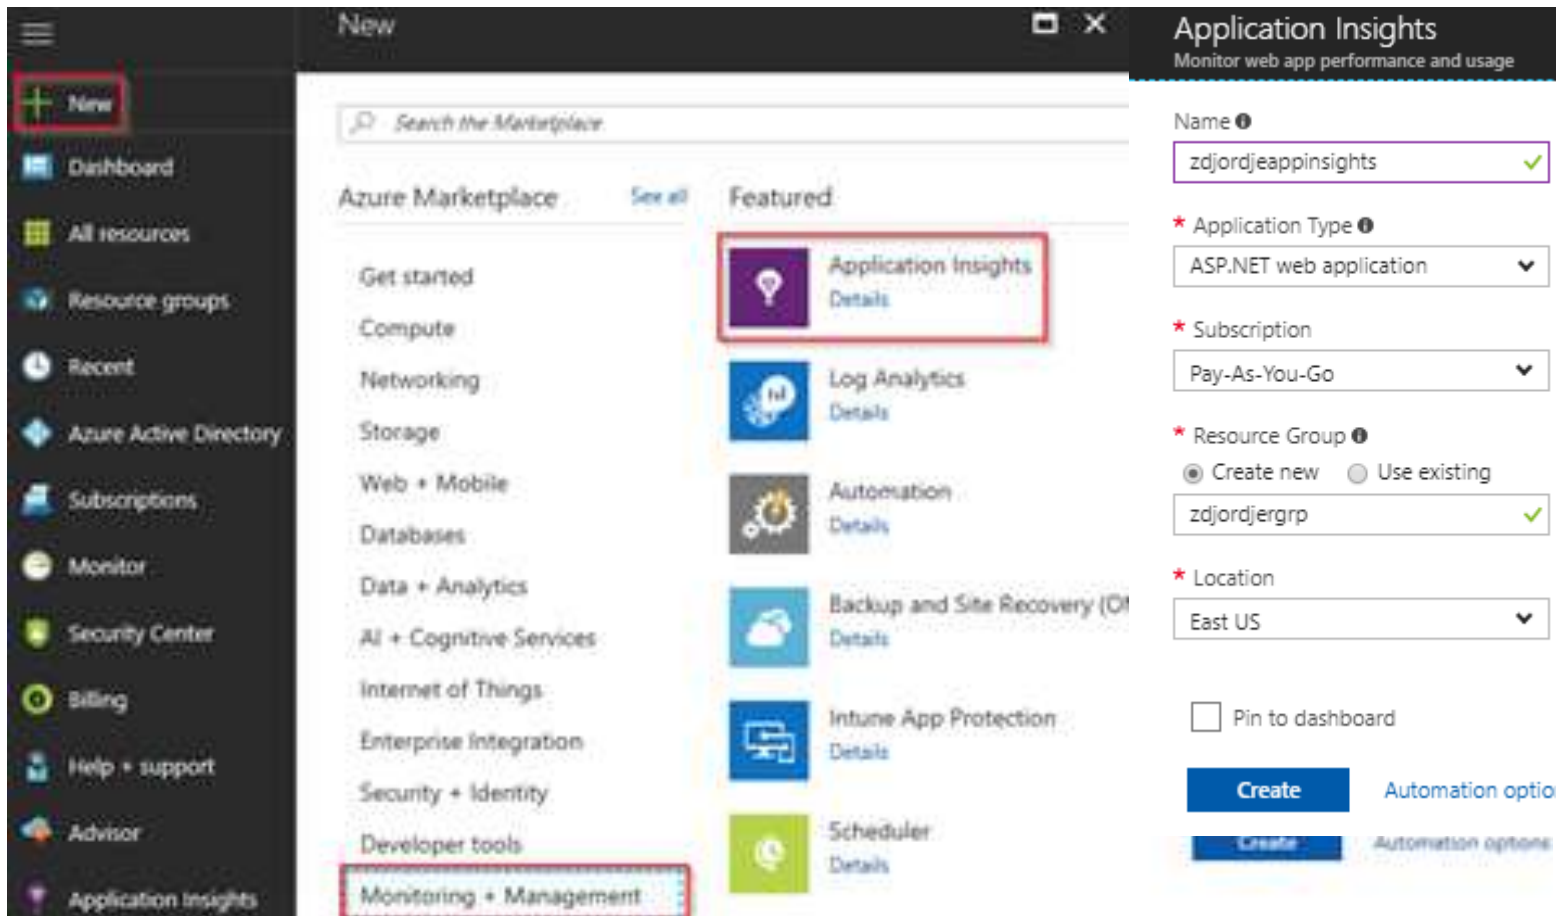 New
Dashboard
All resources
Resource groups
Recent
Azure Active Directory
Subscriptions
Monitor
Security Center
Billing
Help + support
Advisor
Application Insights
New
Search the Marketplace
Azure Marketplace
See all
Get started
Compute
Networking
Storage
Web + Mobile
Databases
Data + Analytics
AI + Cognitive Services
Internet of Things
Enterprise Integration
Security + Identity
Developer tools
Monitoring + Management
Featured
Application Insights
Details
Log Analytics
Details
Automation
Details
Backup and Site Recovery (O
Details
Intune App Protection
Details
Scheduler
Details
Application Insights
Monitor web app performance and usage
Name
zdjordjeappinsights
* Application Type
ASP.NET web application
* Subscription
Pay-As-You-Go
* Resource Group
Create new Use existing
zdjordjergrp
* Location
East US
Pin to dashboard
Create Automation optio
Create Automation options